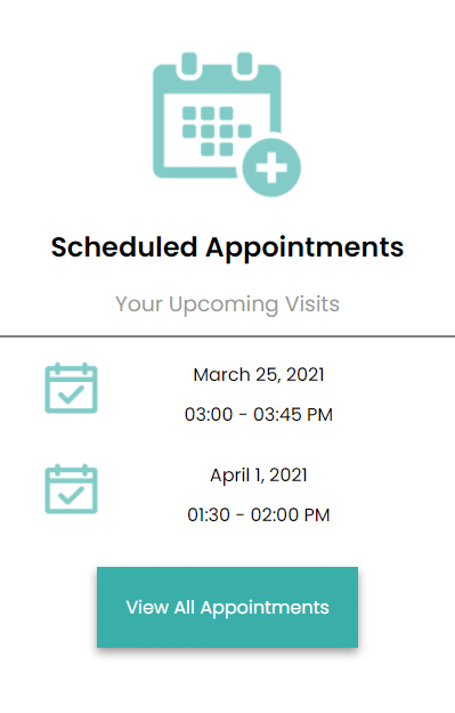 Scheduled Appointments
Your Upcoming Visits
March 25, 2021
03:00 - 03:45 PM
April 1, 2021
01:30 - 02:00 PM
View All Appointments